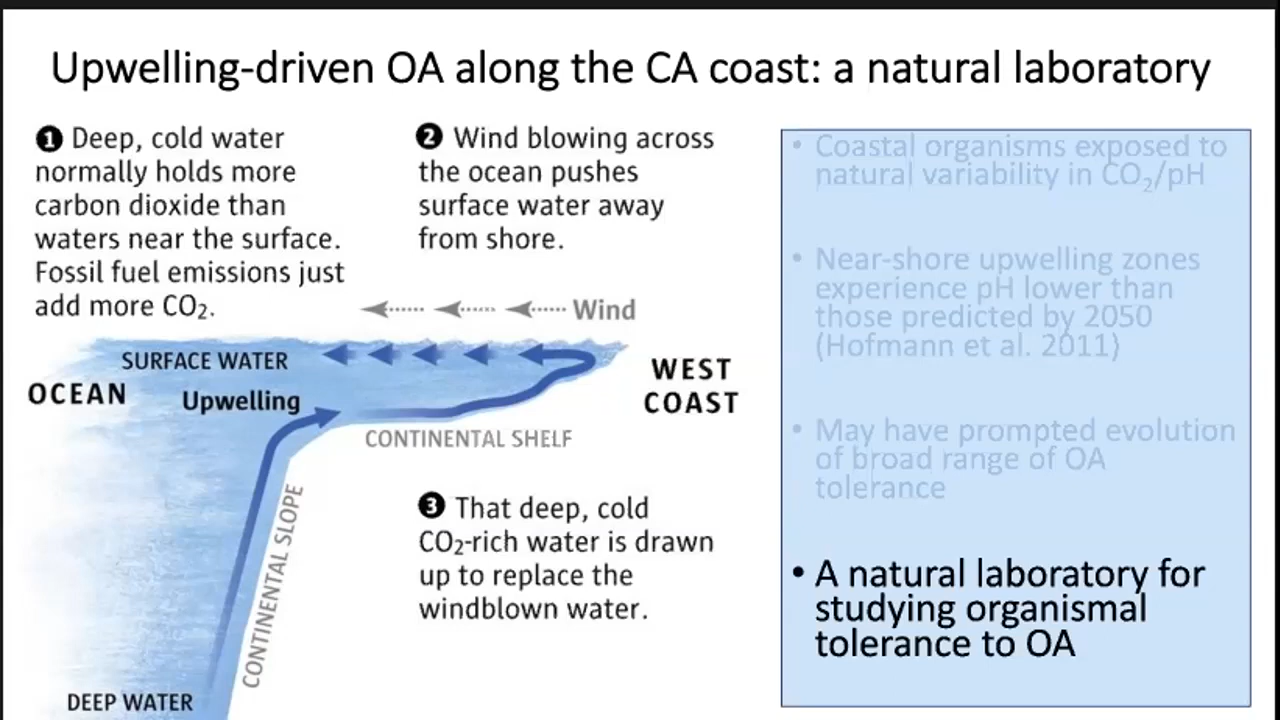 Upwelling-driven OA along the CA coast: a natural laboratory
❶ Deep, cold water
normally holds more
carbon dioxide than
waters near the surface.
Fossil fuel emissions just
add more CO₂.
❷ Wind blowing across
the ocean pushes
surface water away
from shore.
Wind
SURFACE WATER
OCEAN
Upwelling
WEST
COAST
CONTINENTAL SHELF
CONTINENTAL SLOPE
❸ That deep, cold
CO₂-rich water is drawn
up to replace the
windblown water.
DEEP WATER
• Coastal organisms exposed to
natural variability in CO₂/pH
• Near-shore upwelling zones
experience pH lower than
those predicted by 2050
(Hofmann et al. 2011)
• May have prompted evolution
of broad range of OA
tolerance
• A natural laboratory for
studying organismal
tolerance to OA